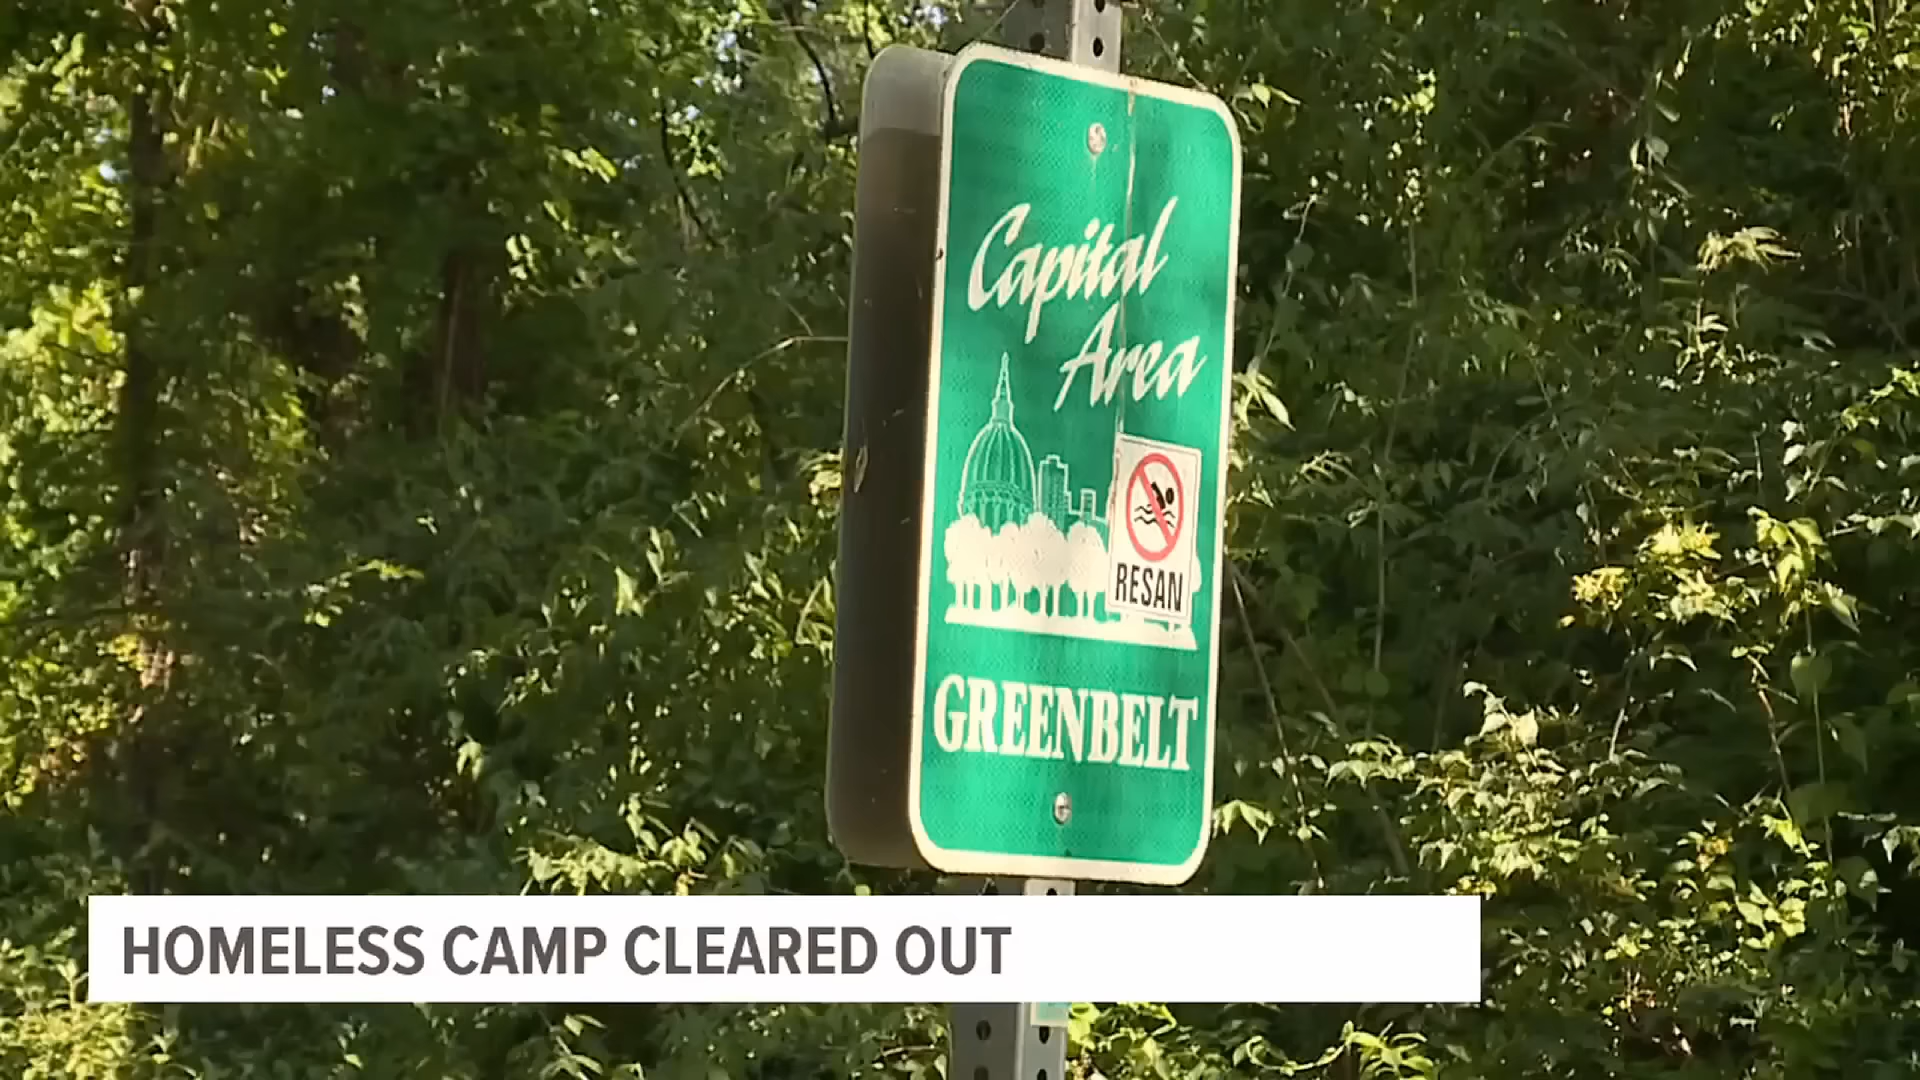 Capital
Area
RESAN
GREENBELT
HOMELESS CAMP CLEARED OUT